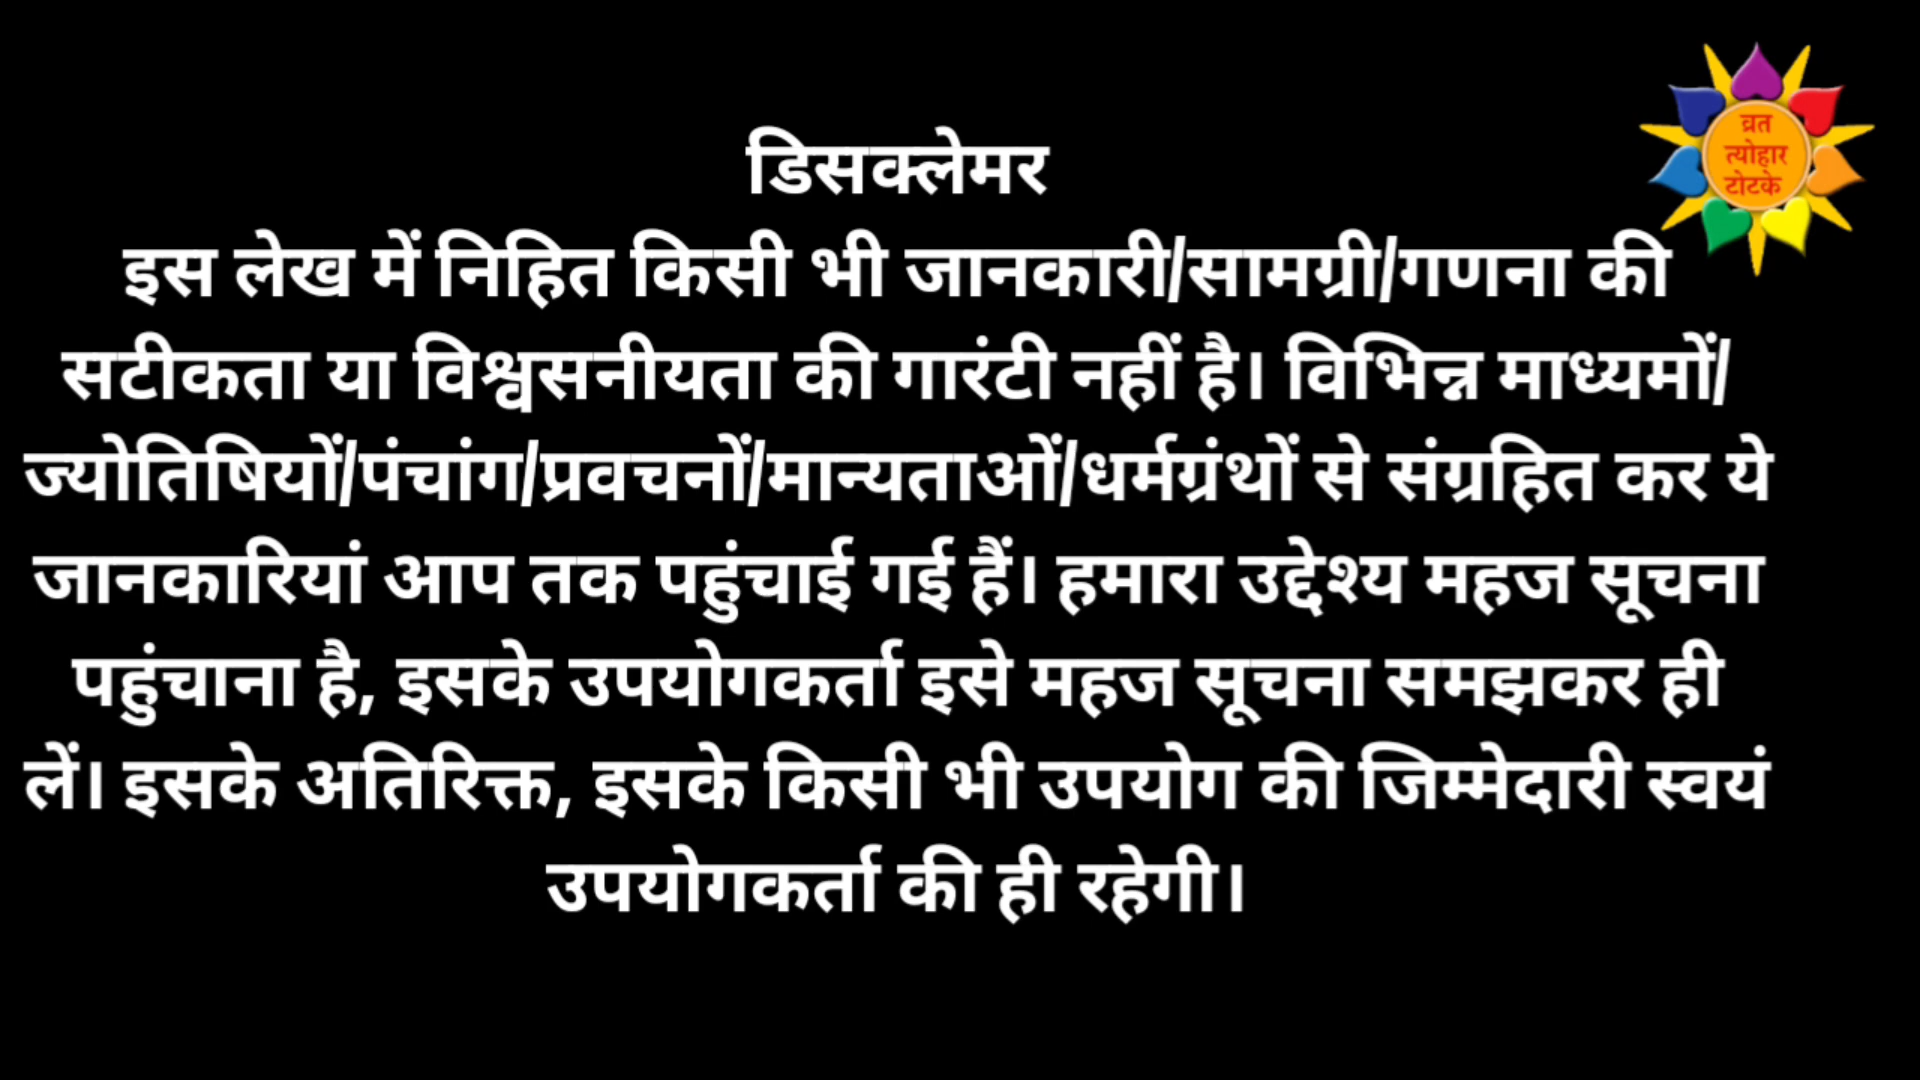 डिसक्लेमर
इस लेख में निहित किसी भी जानकारी/सामग्री/गणना की
सटीकता या विश्वसनीयता की गारंटी नहीं है। विभिन्न माध्यमों/
ज्योतिषियों/पंचांग/प्रवचनों/मान्यताओं/धर्मग्रंथों से संग्रहित कर ये
जानकारियां आप तक पहुंचाई गई हैं। हमारा उद्देश्य महज सूचना
पहुंचाना है, इसके उपयोगकर्ता इसे महज सूचना समझकर ही
लें। इसके अतिरिक्त, इसके किसी भी उपयोग की जिम्मेदारी स्वयं
उपयोगकर्ता की ही रहेगी।
व्रत
त्योहार
टोटके